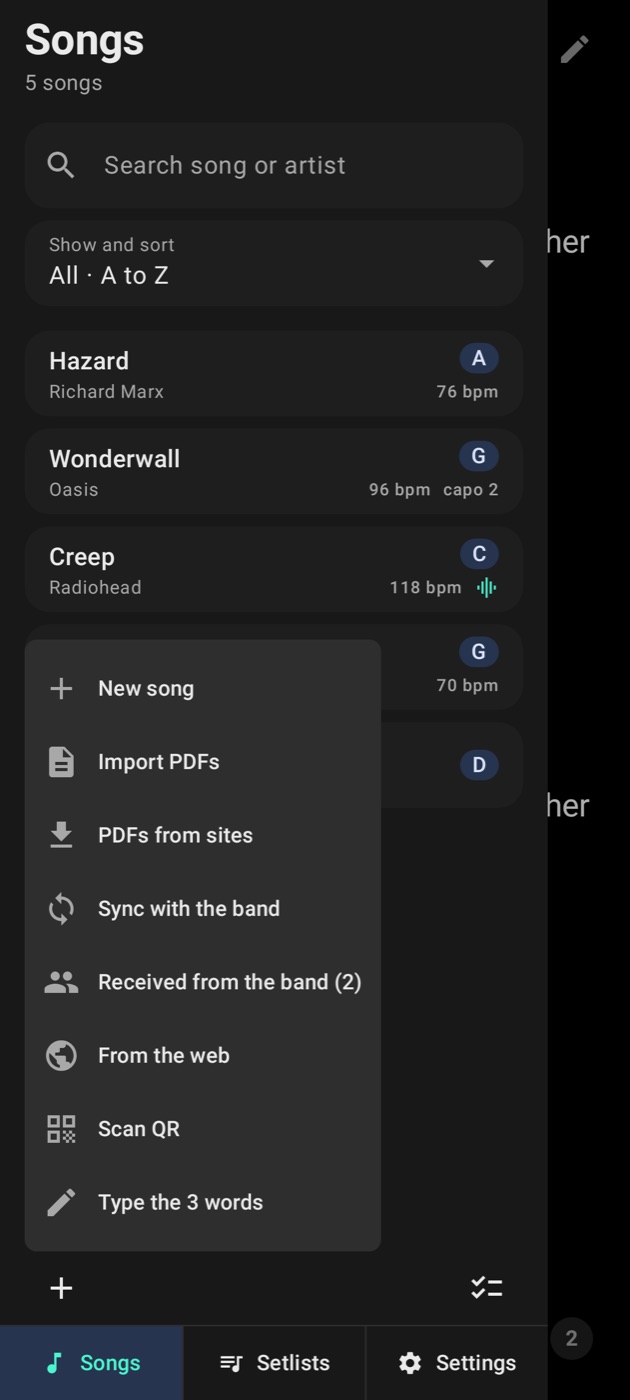 Songs
5 songs
Search song or artist
Show and sort
All · A to Z
her
Hazard
A
Richard Marx
76 bpm
Wonderwall
G
Oasis
96 bpm capo 2
Creep
C
Radiohead
118 bpm
G
70 bpm
New song
Import PDFs
D
her
PDFs from sites
Sync with the band
Received from the band (2)
From the web
Scan QR
Type the 3 words
2
Songs
Setlists
Settings